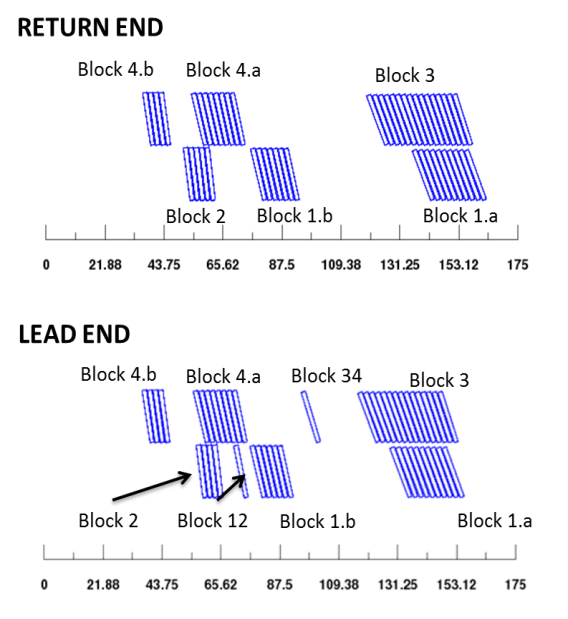 RETURN END
Block 4.b Block 4.a Block 3
Block 2 Block 1.b Block 1.a
0 21.88 43.75 65.62 87.5 109.38 131.25 153.12 175
LEAD END
Block 4.b Block 4.a Block 34 Block 3
Block 2 Block 12 Block 1.b Block 1.a
0 21.88 43.75 65.62 87.5 109.38 131.25 153.12 175